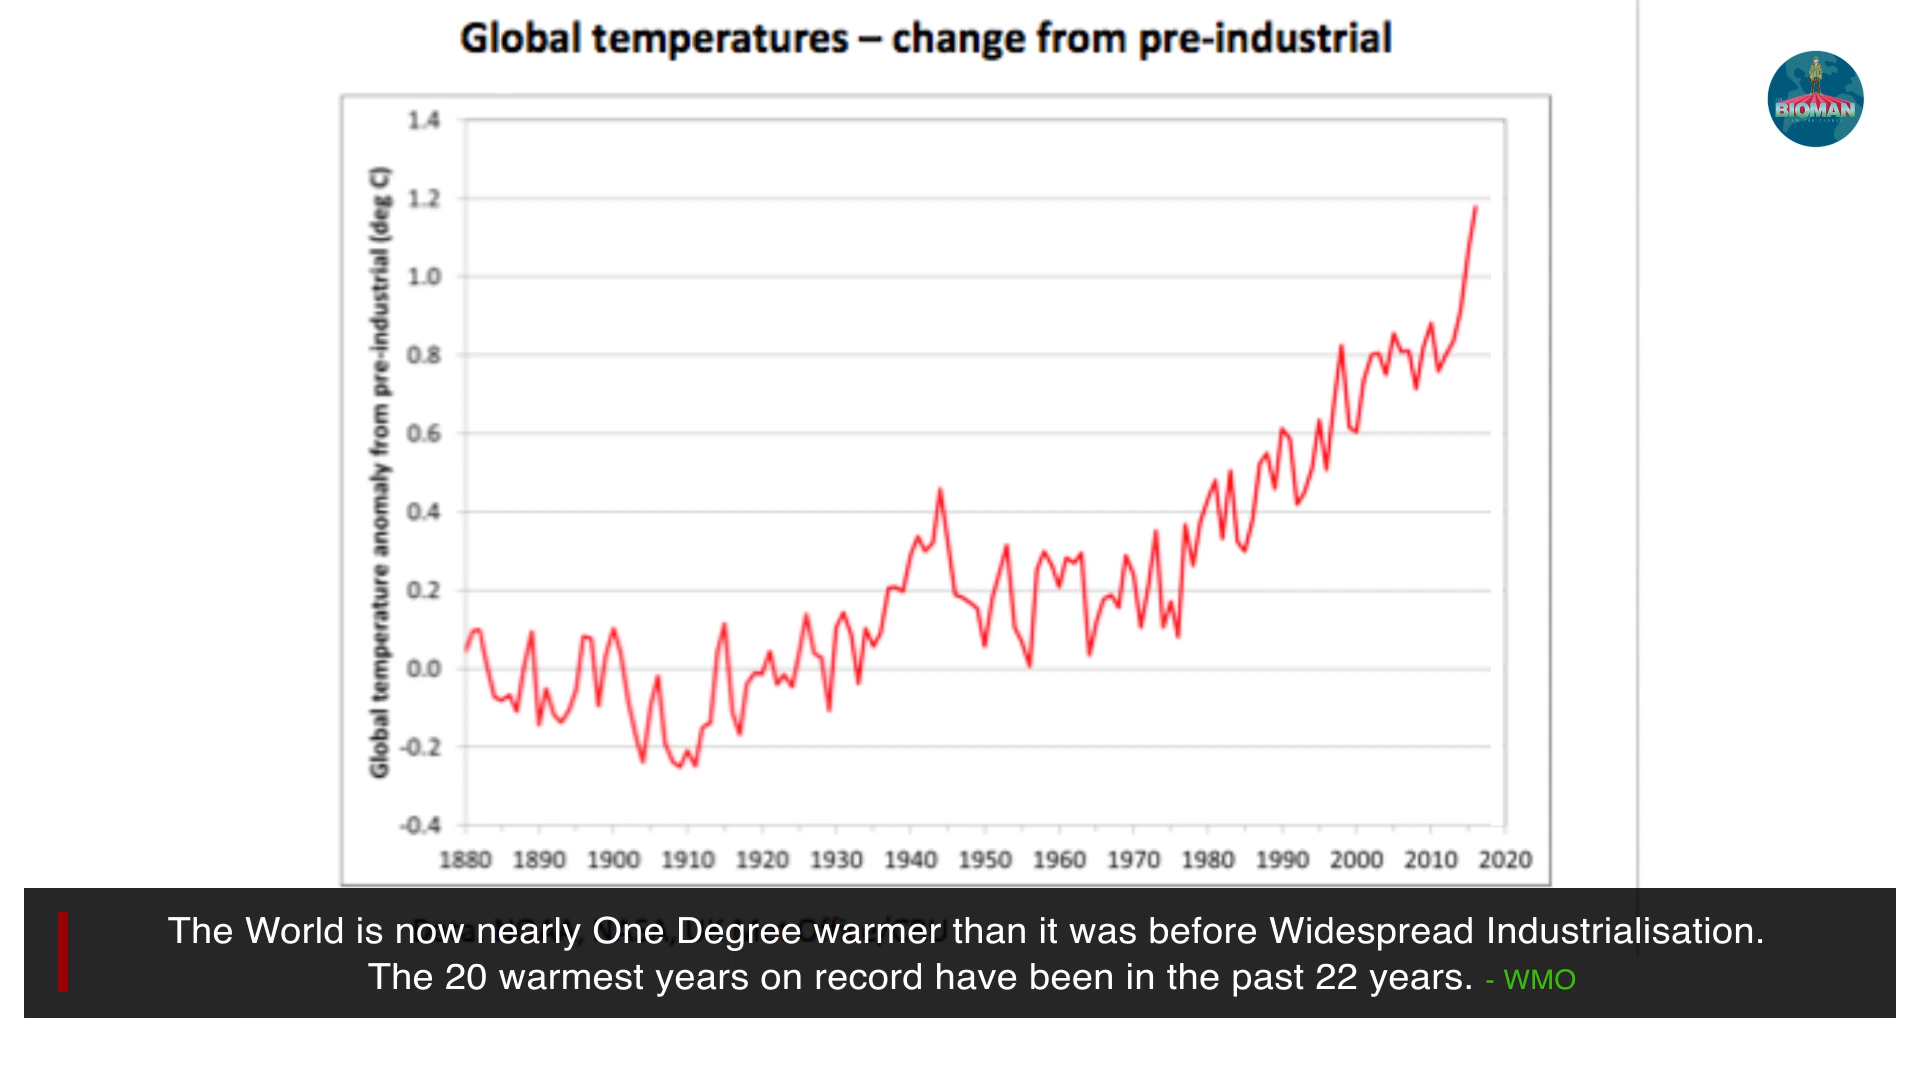 Global temperatures – change from pre-industrial
BIOMAN
Global temperature anomaly from pre-industrial (deg C)
1.4
1.2
1.0
0.8
0.6
0.4
0.2
0.0
-0.2
-0.4
1880 1890 1900 1910 1920 1930 1940 1950 1960 1970 1980 1990 2000 2010 2020
The World is now nearly One Degree warmer than it was before Widespread Industrialisation.
The 20 warmest years on record have been in the past 22 years. - WMO